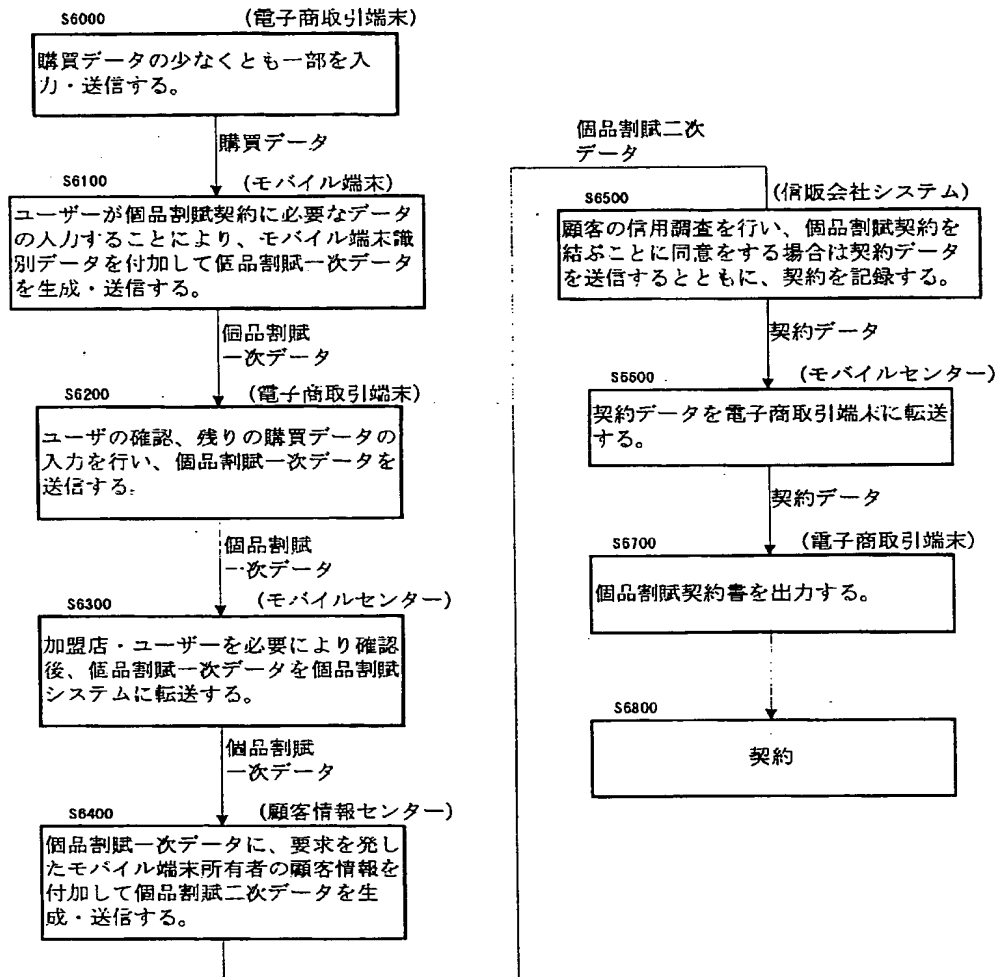 S6000
(電子商取引端末)
購買データの少なくとも一部を入
力・送信する。
購買データ
S6100
(モバイル端末)
ユーザーが個品割賦契約に必要なデータ
の入力することにより、モバイル端末識
別データを付加して個品割賦一次データ
を生成・送信する。
個品割賦
一次データ
S6200
(電子商取引端末)
ユーザの確認、残りの購買データの
入力を行い、個品割賦一次データを
送信する。
個品割賦
一次データ
S6300
(モバイルセンター)
加盟店・ユーザーを必要により確認
後、個品割賦一次データを個品割賦
システムに転送する。
個品割賦
一次データ
S6400
(顧客情報センター)
個品割賦一次データに、要求を発し
たモバイル端末所有者の顧客情報を
付加して個品割賦二次データを生
成・送信する。
個品割賦二次
データ
S6500
(信販会社システム)
顧客の信用調査を行い、個品割賦契約を
結ぶことに同意をする場合は契約データ
を送信するとともに、契約を記録する。
契約データ
S6600
(モバイルセンター)
契約データを電子商取引端末に転送
する。
契約データ
S6700
(電子商取引端末)
個品割賦契約書を出力する。
S6800
契約